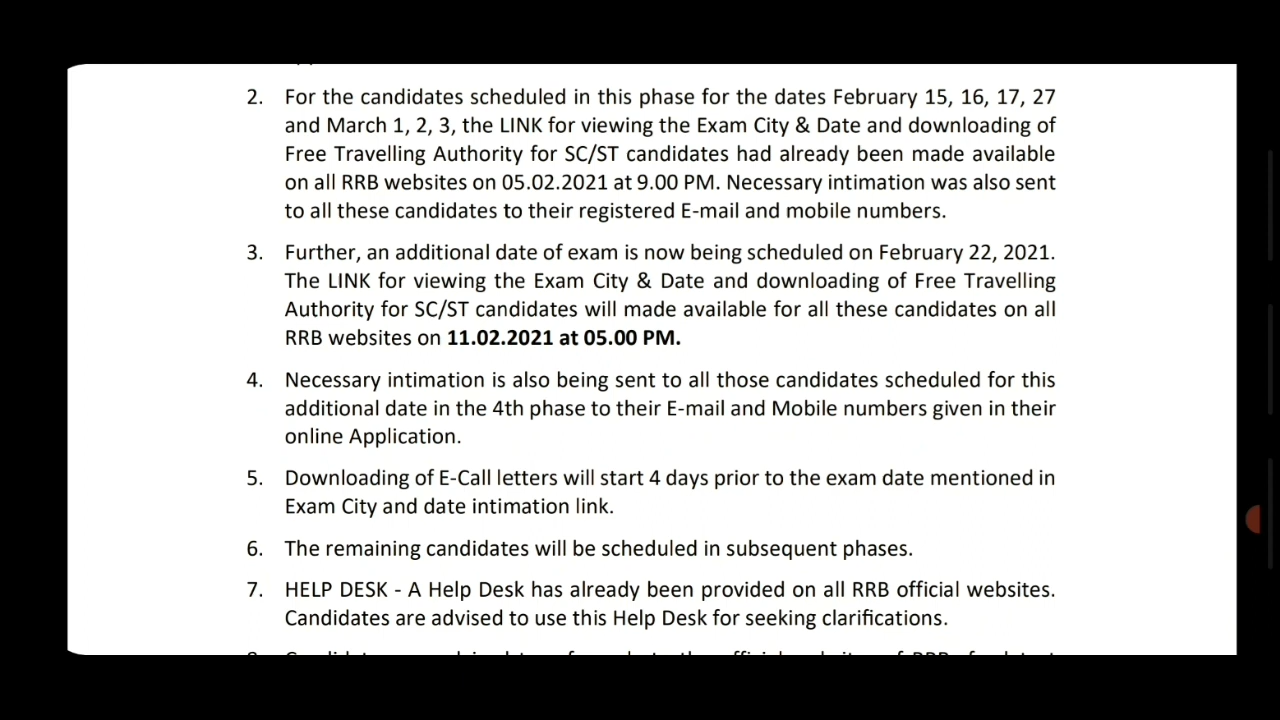 2. For the candidates scheduled in this phase for the dates February 15, 16, 17, 27
and March 1, 2, 3, the LINK for viewing the Exam City & Date and downloading of
Free Travelling Authority for SC/ST candidates had already been made available
on all RRB websites on 05.02.2021 at 9.00 PM. Necessary intimation was also sent
to all these candidates to their registered E-mail and mobile numbers.
3. Further, an additional date of exam is now being scheduled on February 22, 2021.
The LINK for viewing the Exam City & Date and downloading of Free Travelling
Authority for SC/ST candidates will made available for all these candidates on all
RRB websites on 11.02.2021 at 05.00 PM.
4. Necessary intimation is also being sent to all those candidates scheduled for this
additional date in the 4th phase to their E-mail and Mobile numbers given in their
online Application.
5. Downloading of E-Call letters will start 4 days prior to the exam date mentioned in
Exam City and date intimation link.
6. The remaining candidates will be scheduled in subsequent phases.
7. HELP DESK - A Help Desk has already been provided on all RRB official websites.
Candidates are advised to use this Help Desk for seeking clarifications.